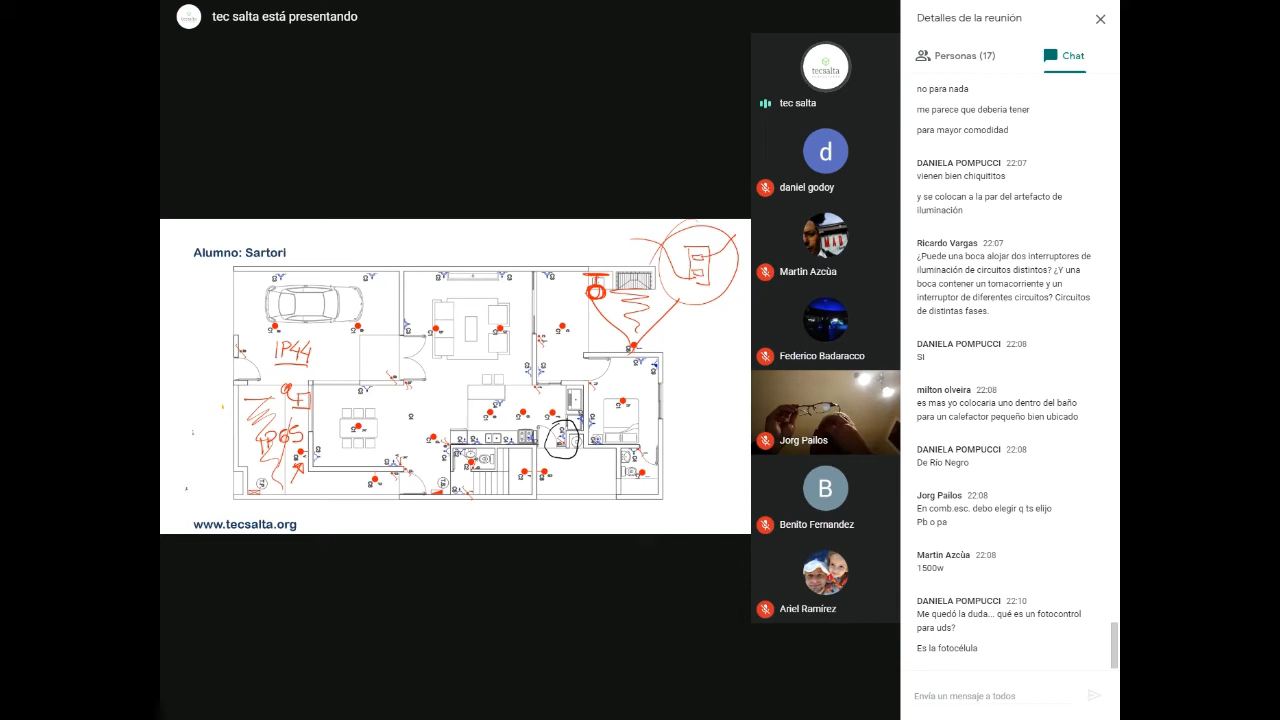 tec salta está presentando
Detalles de la reunión
Personas (17)
Chat
tecsalta
tec salta
d
daniel godoy
Martin Azcùa
Federico Badaracco
Jorg Pailos
B
Benito Fernandez
Ariel Ramírez
Alumno: Sartori
IP44
IP65
www.tecsalta.org
no para nada
me parece que debería tener
para mayor comodidad
DANIELA POMPUCCI 22:07
vienen bien chiquititos
y se colocan a la par del artefacto de
iluminación
Ricardo Vargas 22:07
¿Puede una boca alojar dos interruptores
de iluminación de circuitos distintos? ¿Y una
boca contener un tomacorriente y un
interruptor de diferentes circuitos? Circuitos
de distintas fases.
DANIELA POMPUCCI 22:08
SI
milton olveira 22:08
es mas yo colocaria uno dentro del baño
para un calefactor pequeño bien ubicado
DANIELA POMPUCCI 22:08
De Río Negro
Jorg Pailos 22:08
En comb.esc. debo elegir q ts elijo
Pb o pa
Martin Azcùa 22:08
1500w
DANIELA POMPUCCI 22:10
Me quedó la duda... qué es un fotocontrol
para uds?
Es la fotocélula
Envía un mensaje a todos